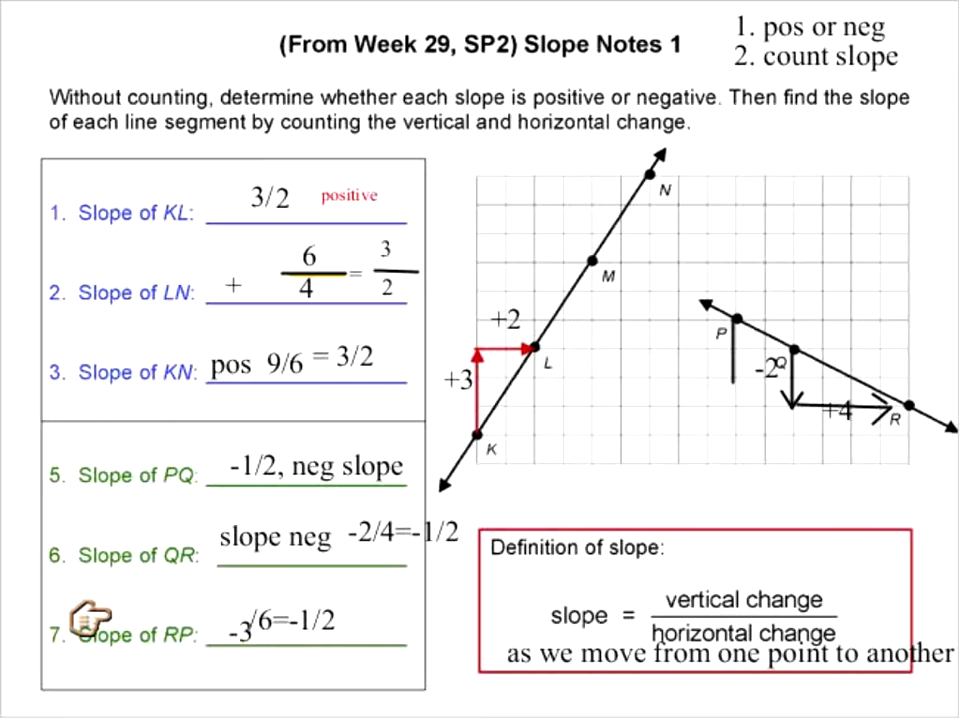 1. pos or neg
(From Week 29, SP2) Slope Notes 1
2. count slope
Without counting, determine whether each slope is positive or negative. Then find the slope
of each line segment by counting the vertical and horizontal change.
1. Slope of KL: 3/2 positive
2. Slope of LN: + 6/4 = 3/2
3. Slope of KN: pos 9/6 = 3/2
5. Slope of PQ: -1/2, neg slope
6. Slope of QR: slope neg -2/4=-1/2
7. Slope of RP: -3/6=-1/2
N
M
+2
L
+3
K
P
-2
Q
+4
R
Definition of slope:
slope = vertical change
horizontal change
as we move from one point to another